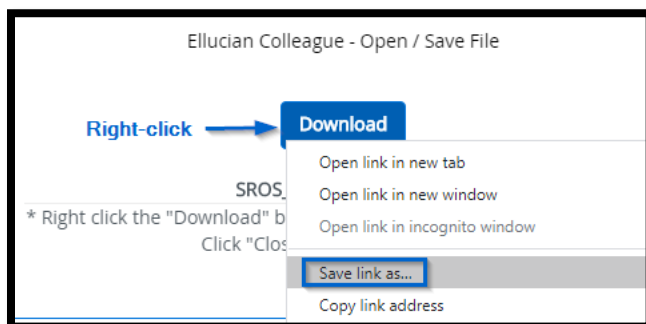 Ellucian Colleague - Open / Save File
Right-click
Download
Open link in new tab
SROS_
Open link in new window
* Right click the "Download" b
Open link in incognito window
Click "Clos
Save link as...
Copy link address